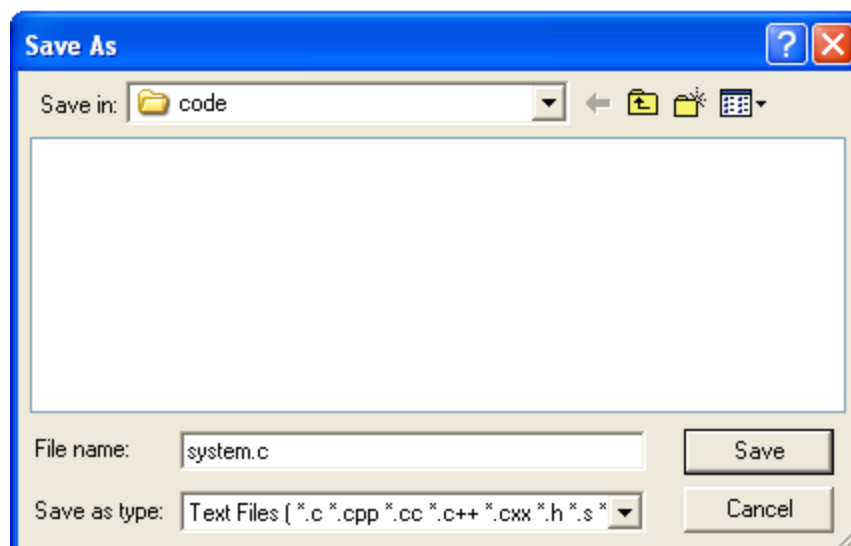 Save As
Save in: code
File name: system.c Save
Save as type: Text Files ( *.c *.cpp *.cc *.c++ *.cxx *.h *.s * Cancel